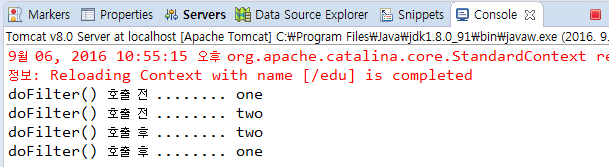 Markers Properties Servers Data Source Explorer Snippets Console
Tomcat v8.0 Server at localhost [Apache Tomcat] C:₩Program Files₩Java₩jdk1.8.0_91₩bin₩javaw.exe (2016. 9.
9월 06, 2016 10:55:15 오후 org.apache.catalina.core.StandardContext re
정보: Reloading Context with name [/edu] is completed
doFilter() 호출 전 ........ one
doFilter() 호출 전 ........ two
doFilter() 호출 후 ........ two
doFilter() 호출 후 ........ one